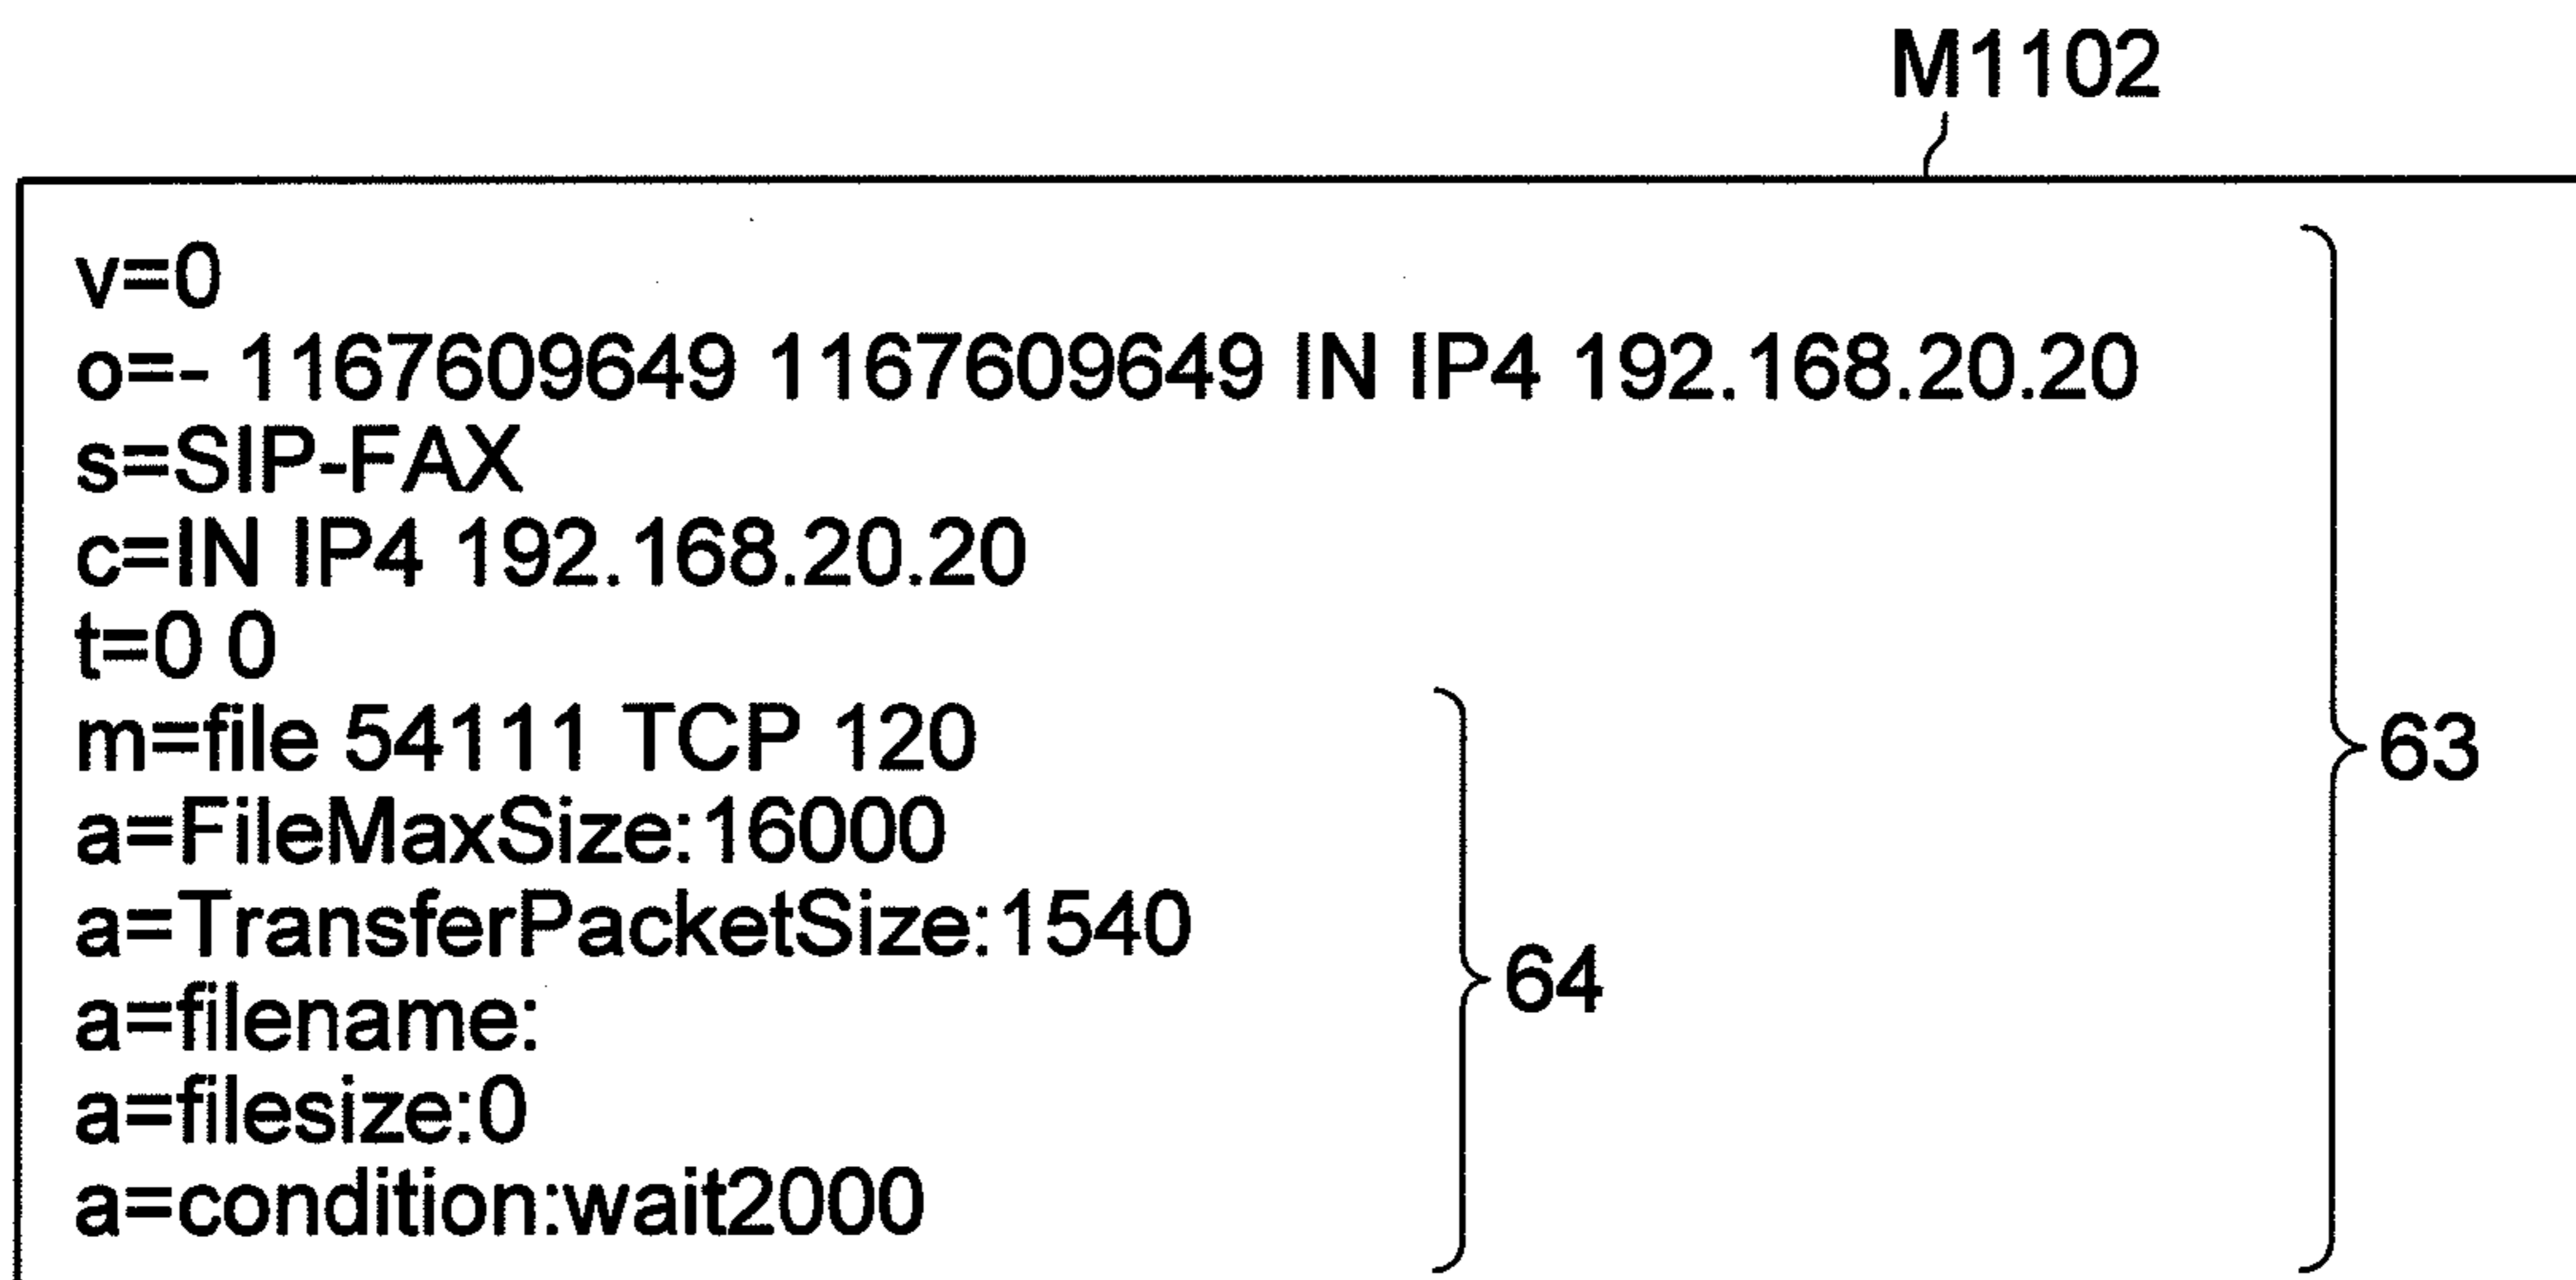 M1102
v=0
o=- 1167609649 1167609649 IN IP4 192.168.20.20
s=SIP-FAX
c=IN IP4 192.168.20.20
t=0 0
m=file 54111 TCP 120
63
a=FileMaxSize:16000
a=TransferPacketSize:1540
64
a=filename:
a=filesize:0
a=condition:wait2000